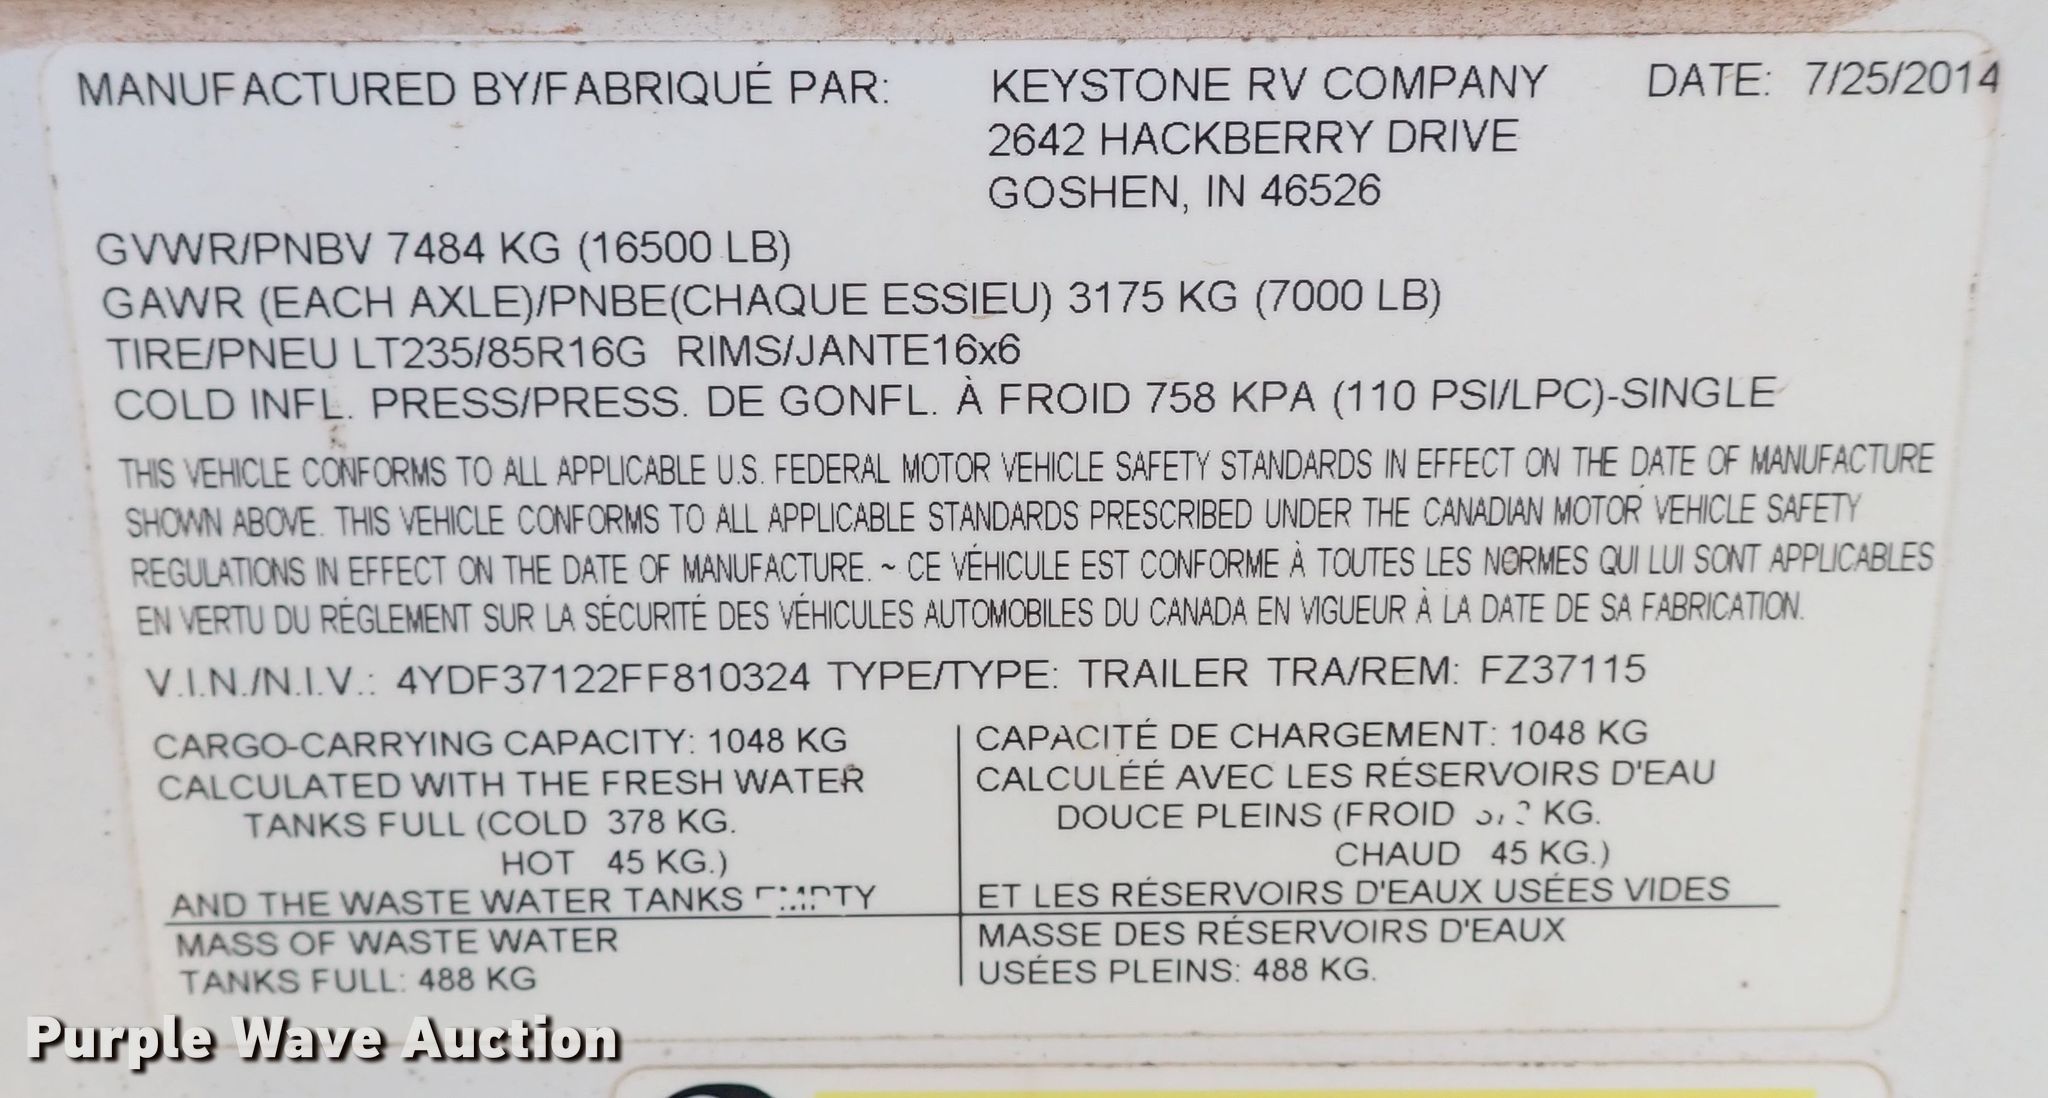 MANUFACTURED BY/FABRIQUÉ PAR: KEYSTONE RV COMPANY DATE: 7/25/2014
2642 HACKBERRY DRIVE
GOSHEN, IN 46526
GVWR/PNBV 7484 KG (16500 LB)
GAWR (EACH AXLE)/PNBE(CHAQUE ESSIEU) 3175 KG (7000 LB)
TIRE/PNEU LT235/85R16G RIMS/JANTE16x6
COLD INFL. PRESS/PRESS. DE GONFL. À FROID 758 KPA (110 PSI/LPC)-SINGLE
THIS VEHICLE CONFORMS TO ALL APPLICABLE U.S. FEDERAL MOTOR VEHICLE SAFETY STANDARDS IN EFFECT ON THE DATE OF MANUFACTURE
SHOWN ABOVE. THIS VEHICLE CONFORMS TO ALL APPLICABLE STANDARDS PRESCRIBED UNDER THE CANADIAN MOTOR VEHICLE SAFETY
REGULATIONS IN EFFECT ON THE DATE OF MANUFACTURE. ~ CE VÉHICULE EST CONFORME À TOUTES LES NORMES QUI LUI SONT APPLICABLES
EN VERTU DU RÉGLEMENT SUR LA SÉCURITÉ DES VÉHICULES AUTOMOBILES DU CANADA EN VIGUEUR À LA DATE DE SA FABRICATION.
V.I.N./N.I.V.: 4YDF37122FF810324 TYPE/TYPE: TRAILER TRA/REM: FZ37115
CARGO-CARRYING CAPACITY: 1048 KG
CALCULATED WITH THE FRESH WATER
TANKS FULL (COLD 378 KG.
HOT 45 KG.)
AND THE WASTE WATER TANKS EMPTY
MASS OF WASTE WATER
TANKS FULL: 488 KG
CAPACITÉ DE CHARGEMENT: 1048 KG
CALCULÉÉ AVEC LES RÉSERVOIRS D'EAU
DOUCE PLEINS (FROID KG.
CHAUD 45 KG.)
ET LES RÉSERVOIRS D'EAUX USÉES VIDES
MASSE DES RÉSERVOIRS D'EAUX
USÉES PLEINS: 488 KG.
Purple Wave Auction